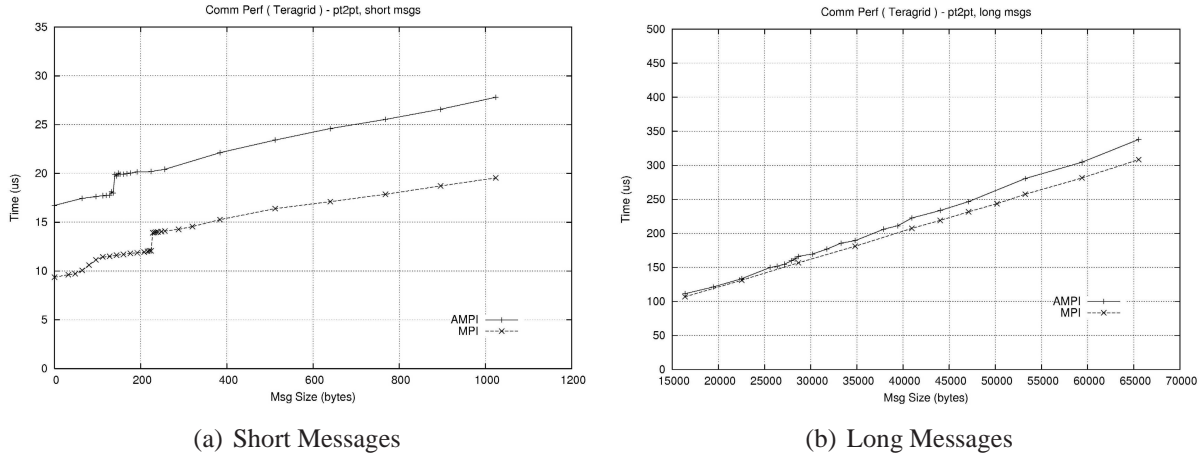 Comm Perf ( Teragrid ) - pt2pt, short msgs
35
30
25
20
15
10
5
0
Time (us)
AMPI
MPI
0 200 400 600 800 1000 1200
Msg Size (bytes)
(a) Short Messages
Comm Perf ( Teragrid ) - pt2pt, long msgs
500
450
400
350
300
250
200
150
100
50
0
Time (us)
AMPI
MPI
15000 20000 25000 30000 35000 40000 45000 50000 55000 60000 65000 70000
Msg Size (bytes)
(b) Long Messages